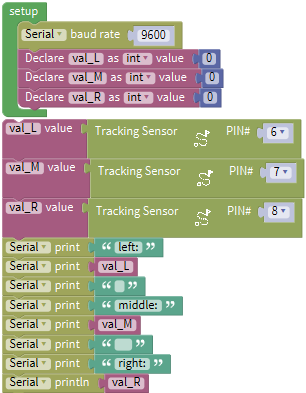 setup
Serial baud rate 9600
Declare val_L as int value 0
Declare val_M as int value 0
Declare val_R as int value 0
val_L value Tracking Sensor PIN# 6
val_M value Tracking Sensor PIN# 7
val_R value Tracking Sensor PIN# 8
Serial print “ left: ”
Serial print val_L
Serial print “ ”
Serial print “ middle: ”
Serial print val_M
Serial print “ ”
Serial print “ right: ”
Serial println val_R